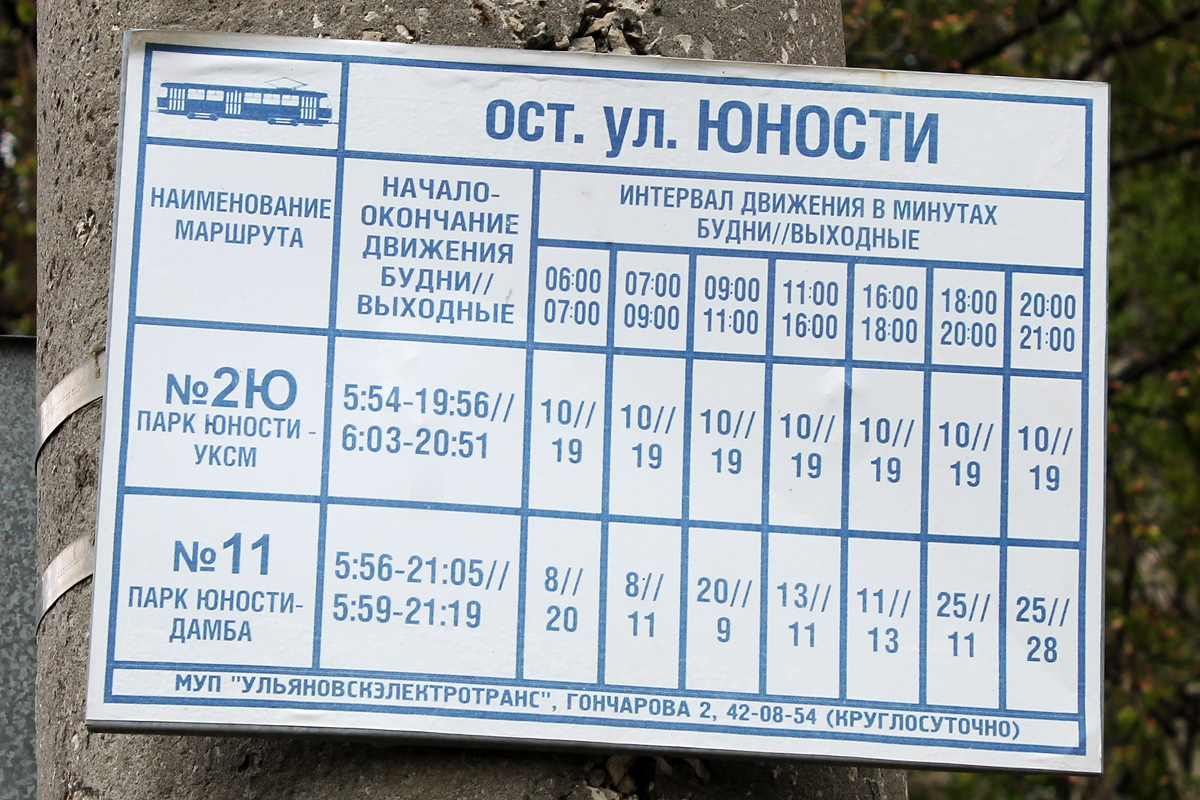 ост. ул. ЮНОСТИ
НАИМЕНОВАНИЕ
МАРШРУТА
НАЧАЛО-
ОКОНЧАНИЕ
ДВИЖЕНИЯ
БУДНИ//
ВЫХОДНЫЕ
ИНТЕРВАЛ ДВИЖЕНИЯ В МИНУТАХ
БУДНИ//ВЫХОДНЫЕ
06:00 07:00 09:00 11:00 16:00 18:00 20:00
07:00 09:00 11:00 16:00 18:00 20:00 21:00
№2Ю
ПАРК ЮНОСТИ -
УКСМ
5:54-19:56//
6:03-20:51
10// 10// 10// 10// 10// 10// 10//
19 19 19 19 19 19 19
№11
ПАРК ЮНОСТИ-
ДАМБА
5:56-21:05//
5:59-21:19
8// 8// 20// 13// 11// 25// 25//
20 11 9 11 13 11 28
МУП "УЛЬЯНОВСКЭЛЕКТРОТРАНС", ГОНЧАРОВА 2, 42-08-54 (КРУГЛОСУТОЧНО)